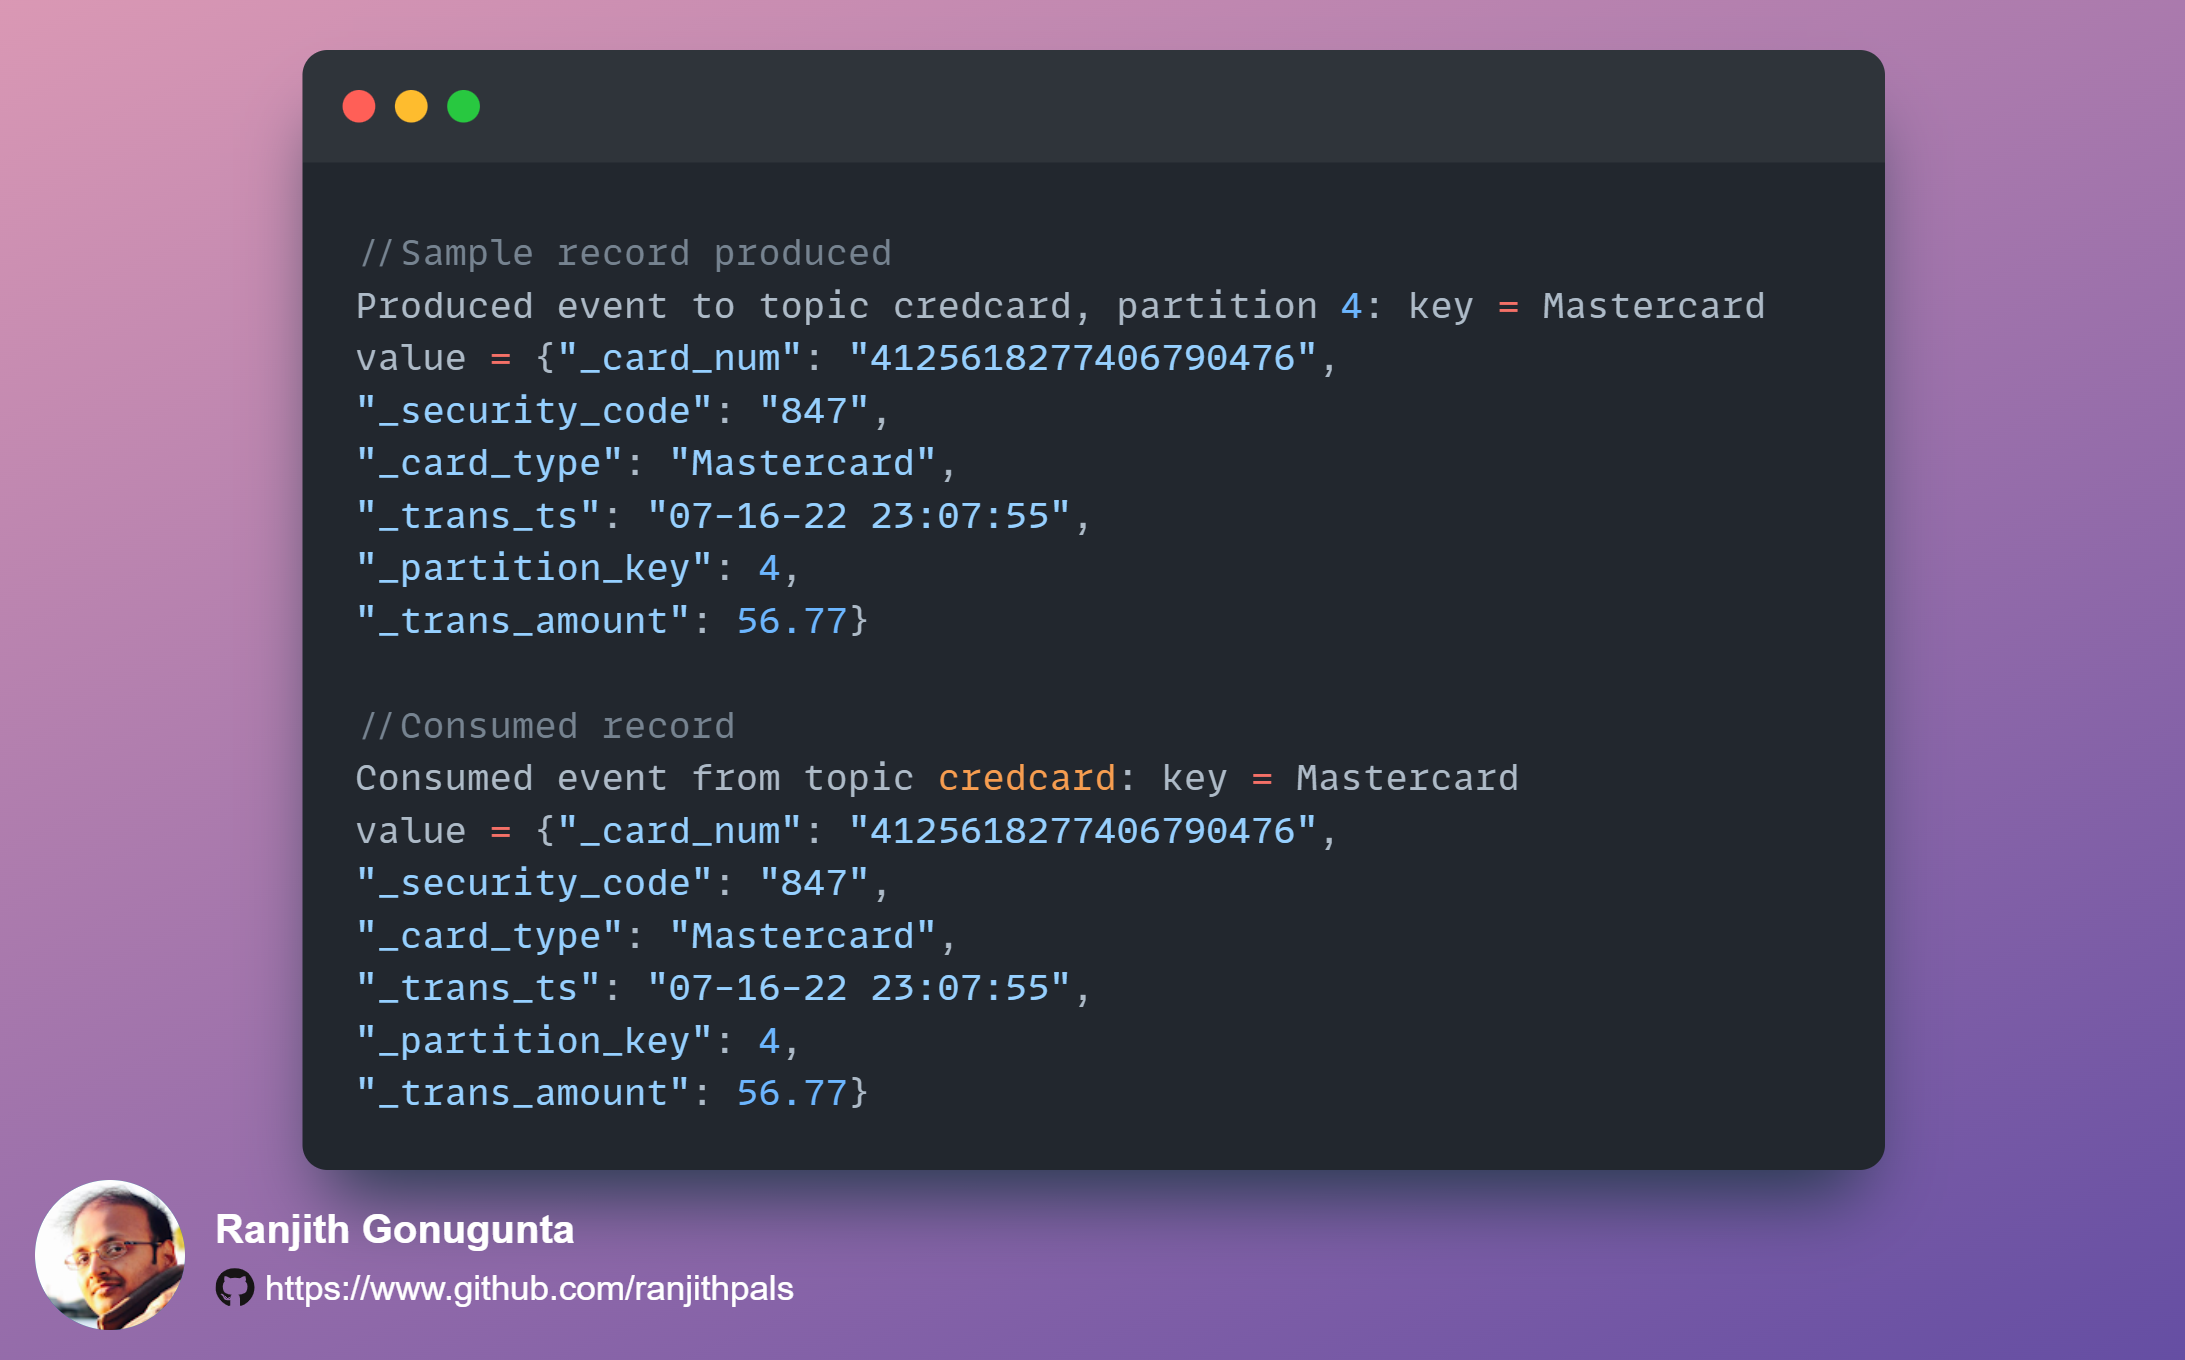 //Sample record produced
Produced event to topic credcard, partition 4: key = Mastercard
value = {"_card_num": "4125618277406790476",
"_security_code": "847",
"_card_type": "Mastercard",
"_trans_ts": "07-16-22 23:07:55",
"_partition_key": 4,
"_trans_amount": 56.77}
//Consumed record
Consumed event from topic credcard: key = Mastercard
value = {"_card_num": "4125618277406790476",
"_security_code": "847",
"_card_type": "Mastercard",
"_trans_ts": "07-16-22 23:07:55",
"_partition_key": 4,
"_trans_amount": 56.77}
Ranjith Gonugunta
https://www.github.com/ranjithpals